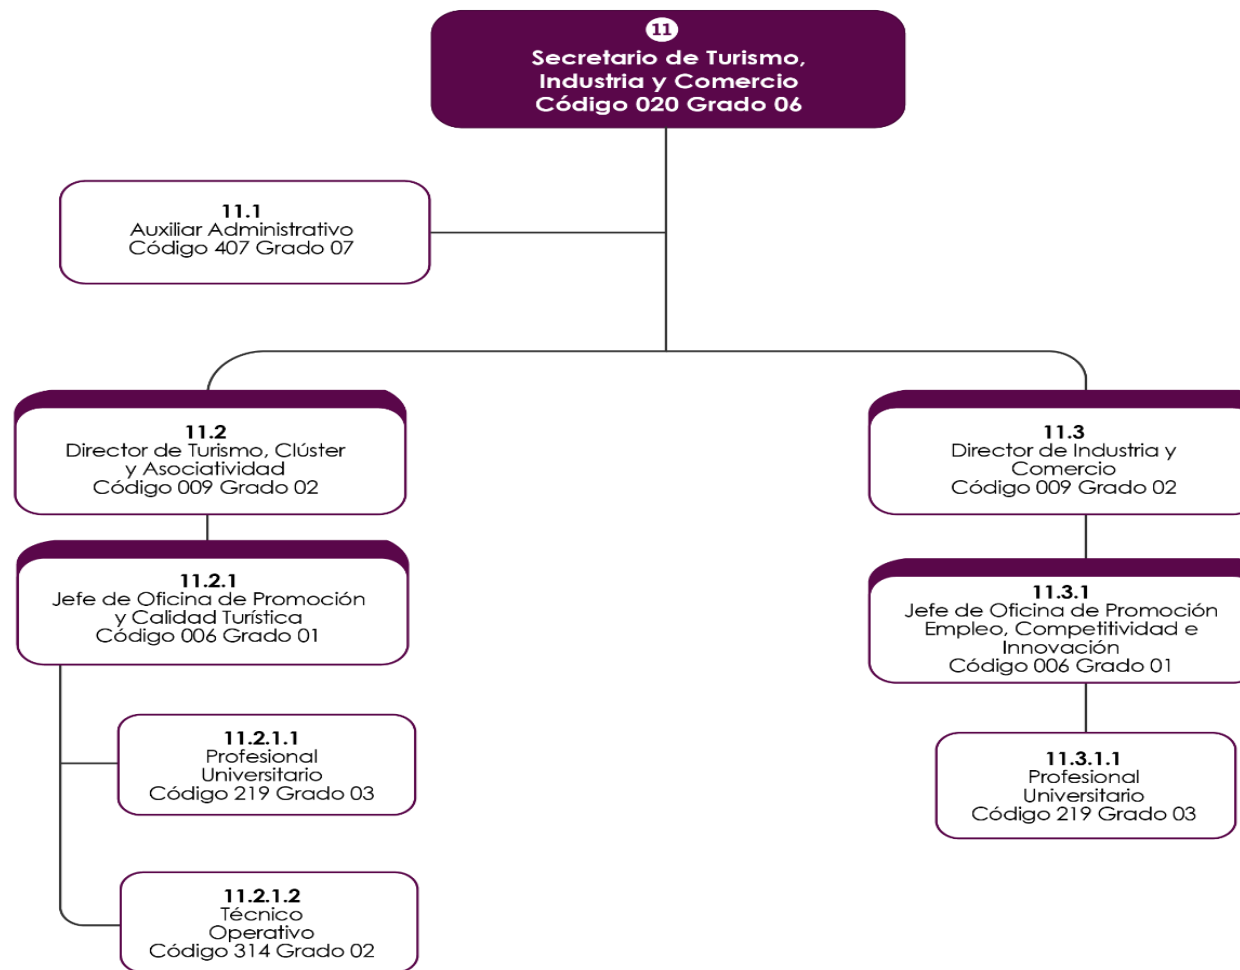 11
Secretario de Turismo,
Industria y Comercio
Código 020 Grado 06
11.1
Auxiliar Administrativo
Código 407 Grado 07
11.2
Director de Turismo, Clúster
y Asociatividad
Código 009 Grado 02
11.3
Director de Industria y
Comercio
Código 009 Grado 02
11.2.1
Jefe de Oficina de Promoción
y Calidad Turística
Código 006 Grado 01
11.3.1
Jefe de Oficina de Promoción
Empleo, Competitividad e
Innovación
Código 006 Grado 01
11.2.1.1
Profesional
Universitario
Código 219 Grado 03
11.3.1.1
Profesional
Universitario
Código 219 Grado 03
11.2.1.2
Técnico
Operativo
Código 314 Grado 02